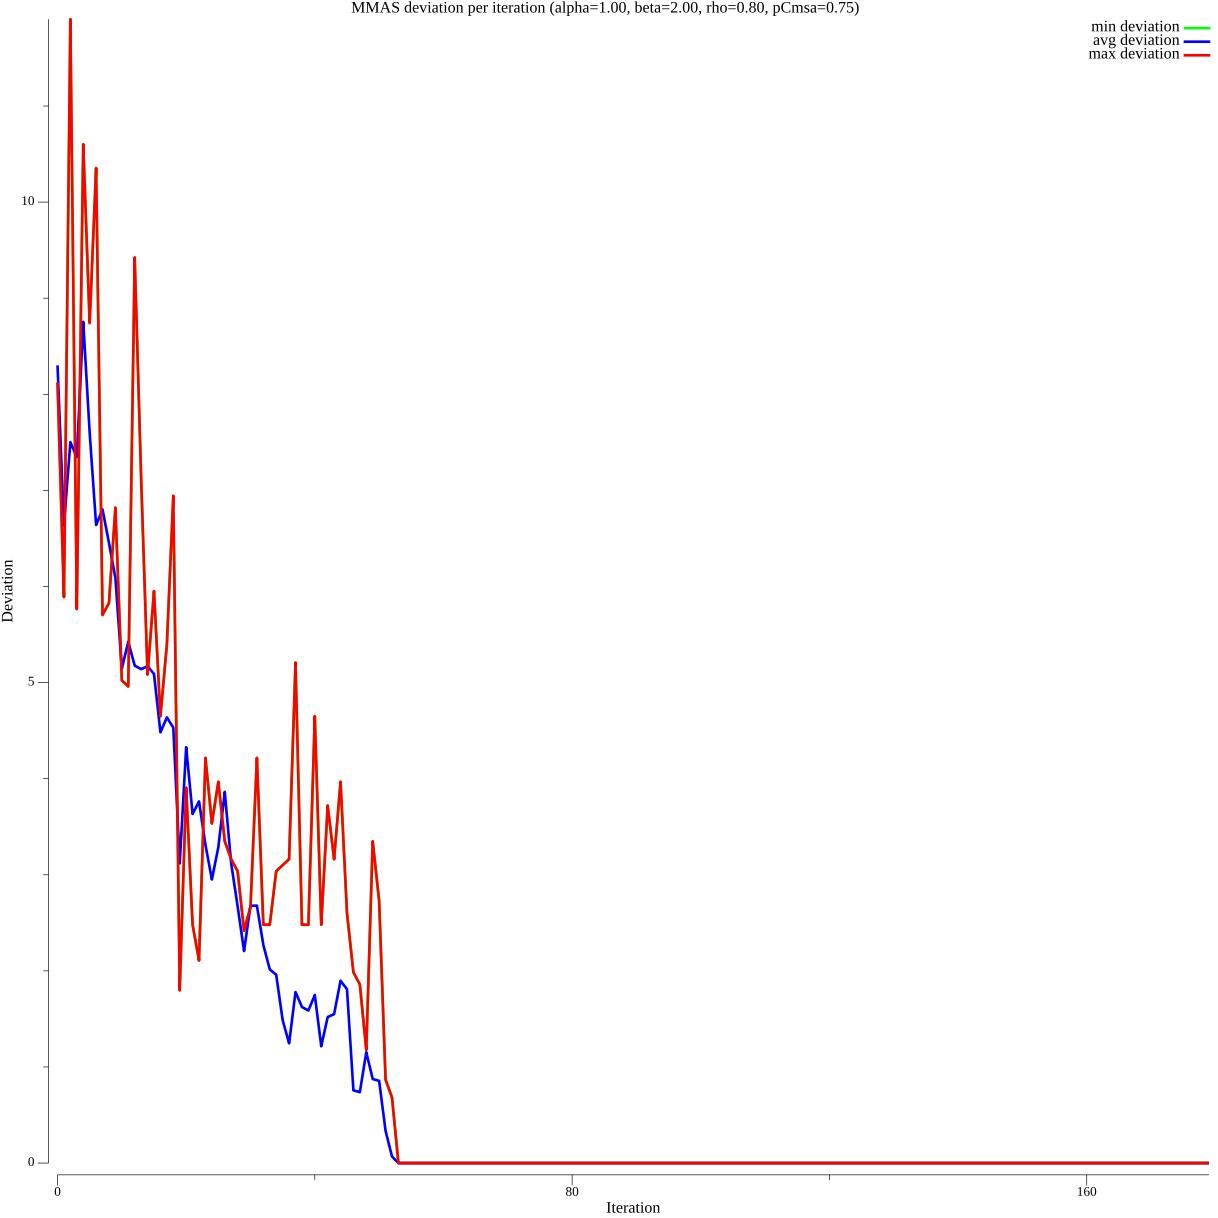 MMAS deviation per iteration (alpha=1.00, beta=2.00, rho=0.80, pCmsa=0.75)
min deviation
avg deviation
max deviation
10
5
0
Deviation
0 80 160
Iteration